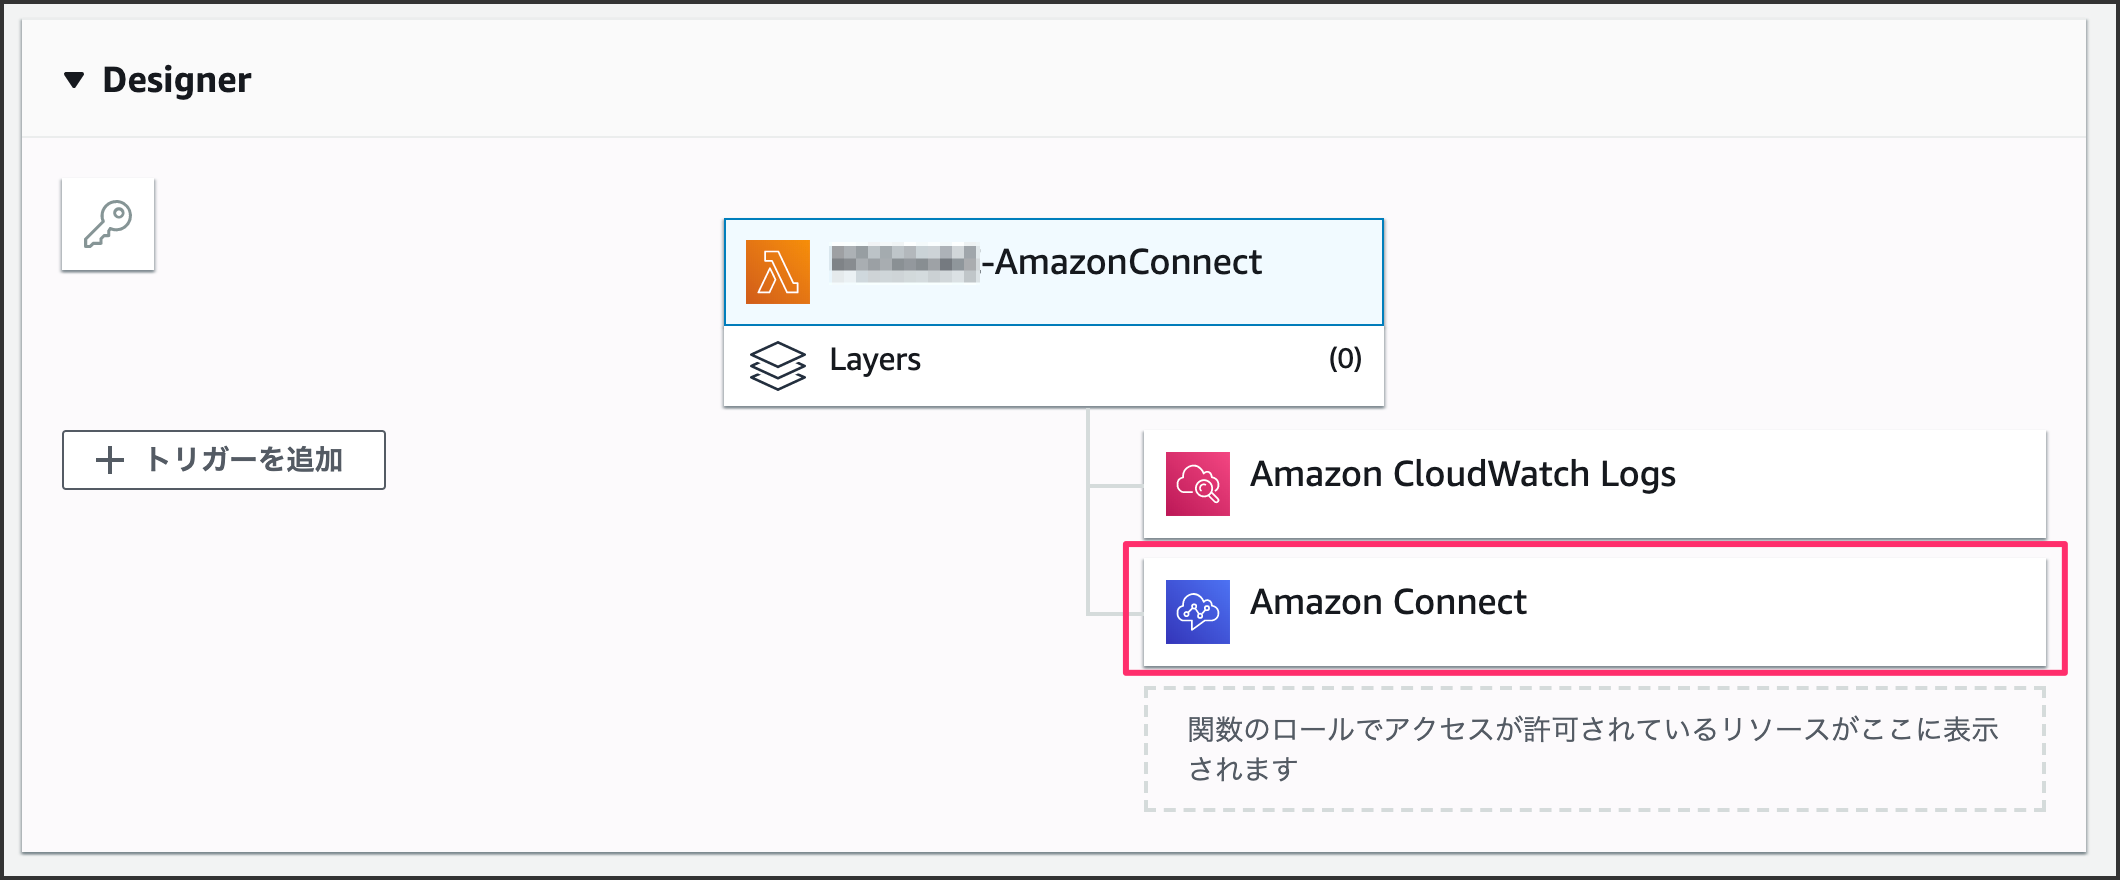 Designer
-AmazonConnect
Layers
(0)
トリガーを追加
Amazon CloudWatch Logs
Amazon Connect
関数のロールでアクセスが許可されているリソースがここに表示
されます